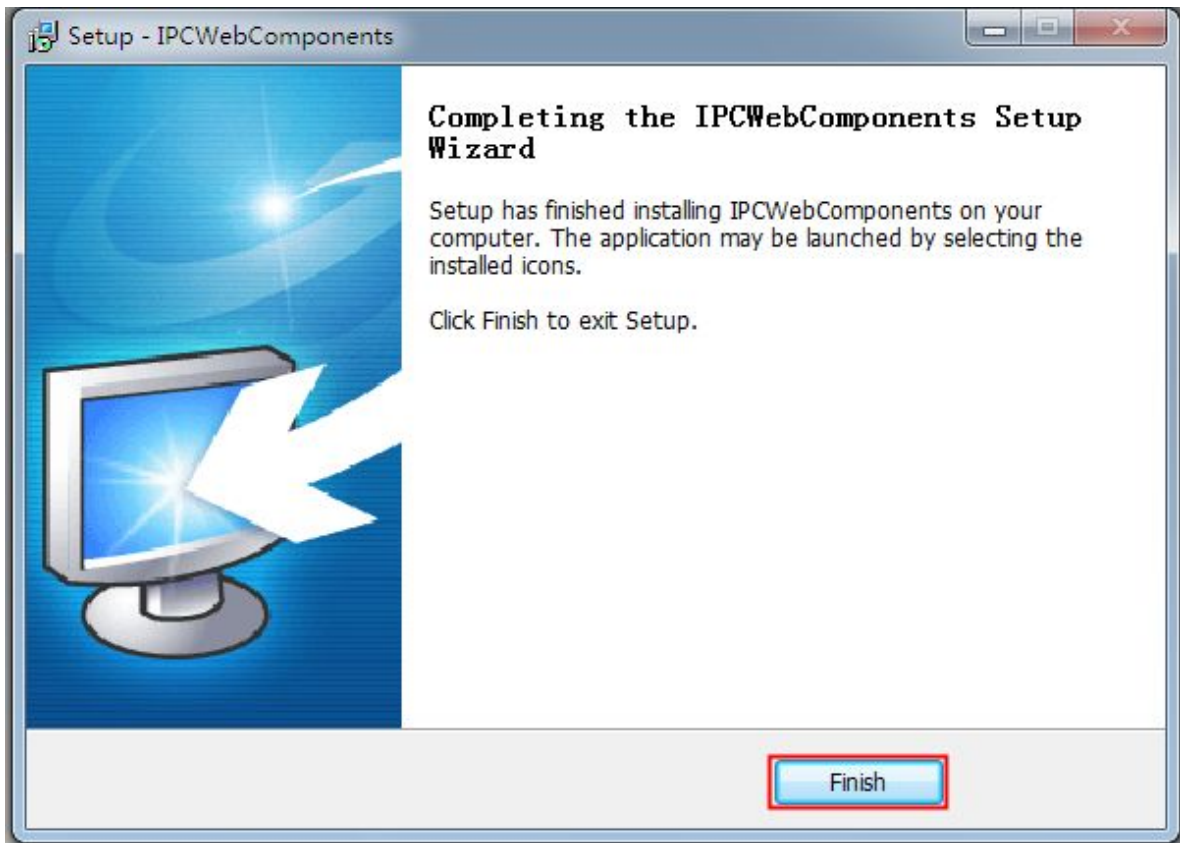 Setup - IPCWebComponents
Completing the IPCWebComponents Setup
Wizard
Setup has finished installing IPCWebComponents on your
computer. The application may be launched by selecting the
installed icons.
Click Finish to exit Setup.
Finish